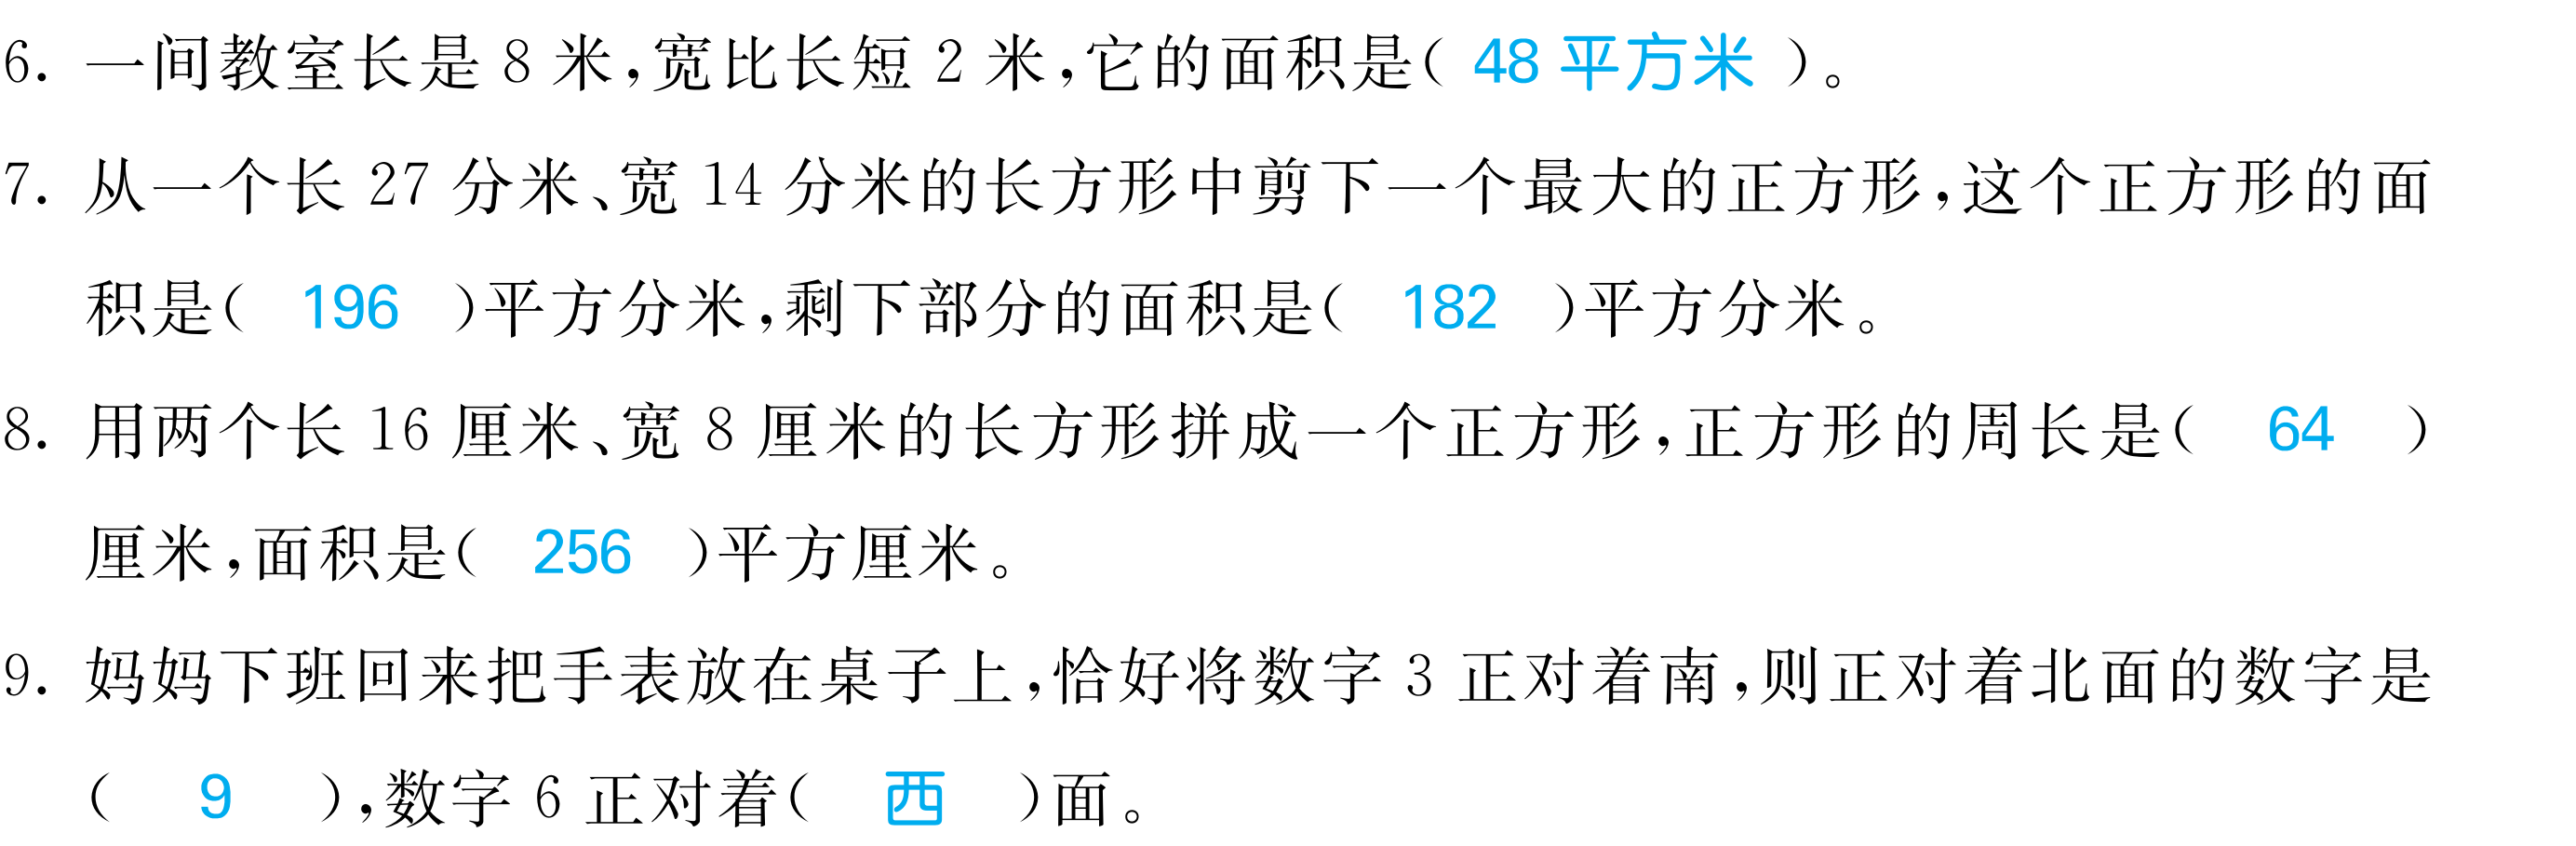 6. 一间教室长是 8 米,宽比长短 2 米,它的面积是( 48 平方米 )。
7. 从一个长 27 分米、宽 14 分米的长方形中剪下一个最大的正方形,这个正方形的面
积是( 196 )平方分米,剩下部分的面积是( 182 )平方分米。
8. 用两个长 16 厘米、宽 8 厘米的长方形拼成一个正方形,正方形的周长是( 64 )
厘米,面积是( 256 )平方厘米。
9. 妈妈下班回来把手表放在桌子上,恰好将数字 3 正对着南,则正对着北面的数字是
( 9 ),数字 6 正对着( 西 )面。